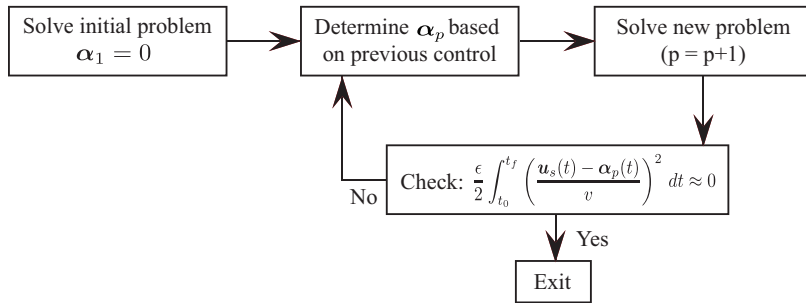 Solve initial problem
α₁ = 0
Determine αₚ based
on previous control
Solve new problem
(p = p+1)
Check: ϵ/2 ∫_{t₀}^{t_f} ( (u_s(t) − α_p(t)) / v )² dt ≈ 0
No
Yes
Exit